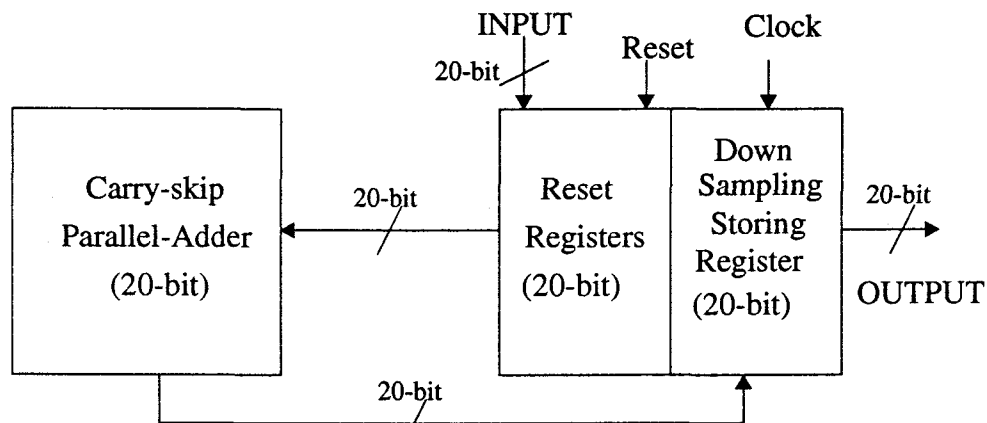 INPUT
Clock
Reset
20-bit
Carry-skip
Parallel-Adder
(20-bit)
20-bit
Reset
Registers
(20-bit)
Down
Sampling
Storing
Register
(20-bit)
20-bit
OUTPUT
20-bit